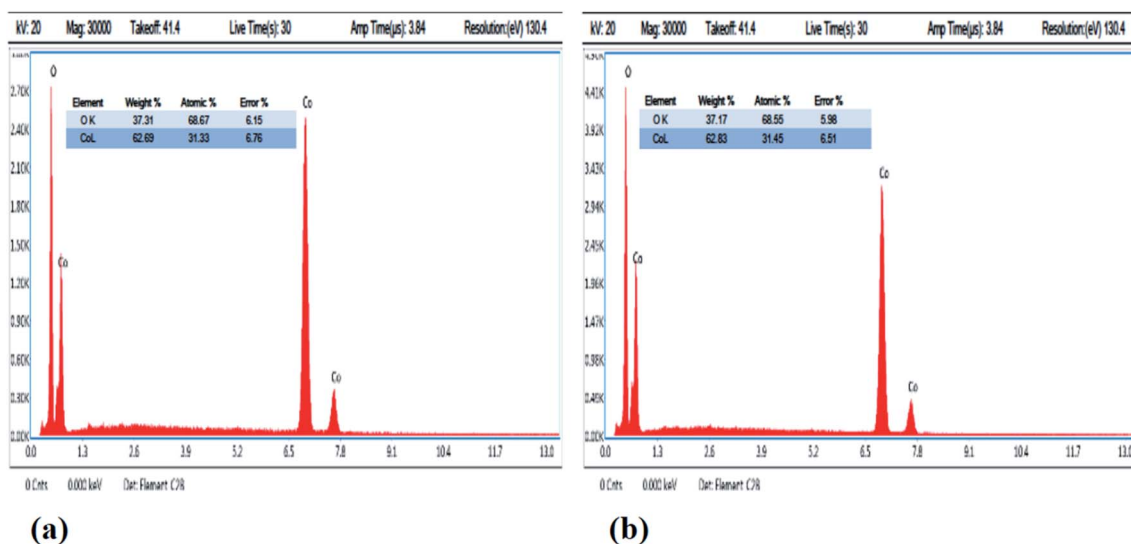 kV: 20 Mag: 30000 Takeoff: 41.4 Live Time(s): 30 Amp Time(µs): 3.84 Resolution:(eV) 130.4
O
2.70K
2.40K
2.10K
1.80K
1.50K
1.20K
0.90K
0.60K
0.30K
0.00K
Element Weight % Atomic % Error %
O K 37.31 68.67 6.15
CoL 62.69 31.33 6.76
Co
Co
Co
0.0 1.3 2.6 3.9 5.2 6.5 7.8 9.1 10.4 11.7 13.0
0 Cnts 0.000 keV Det: Element C2B
(a)
kV: 20 Mag: 30000 Takeoff: 41.4 Live Time(s): 30 Amp Time(µs): 3.84 Resolution:(eV) 130.4
O
4.41K
3.92K
3.43K
2.94K
2.45K
1.96K
1.47K
0.98K
0.49K
0.00K
Element Weight % Atomic % Error %
O K 37.17 68.55 5.98
CoL 62.83 31.45 6.51
Co
Co
Co
0.0 1.3 2.6 3.9 5.2 6.5 7.8 9.1 10.4 11.7 13.0
0 Cnts 0.000 keV Det: Element C2B
(b)